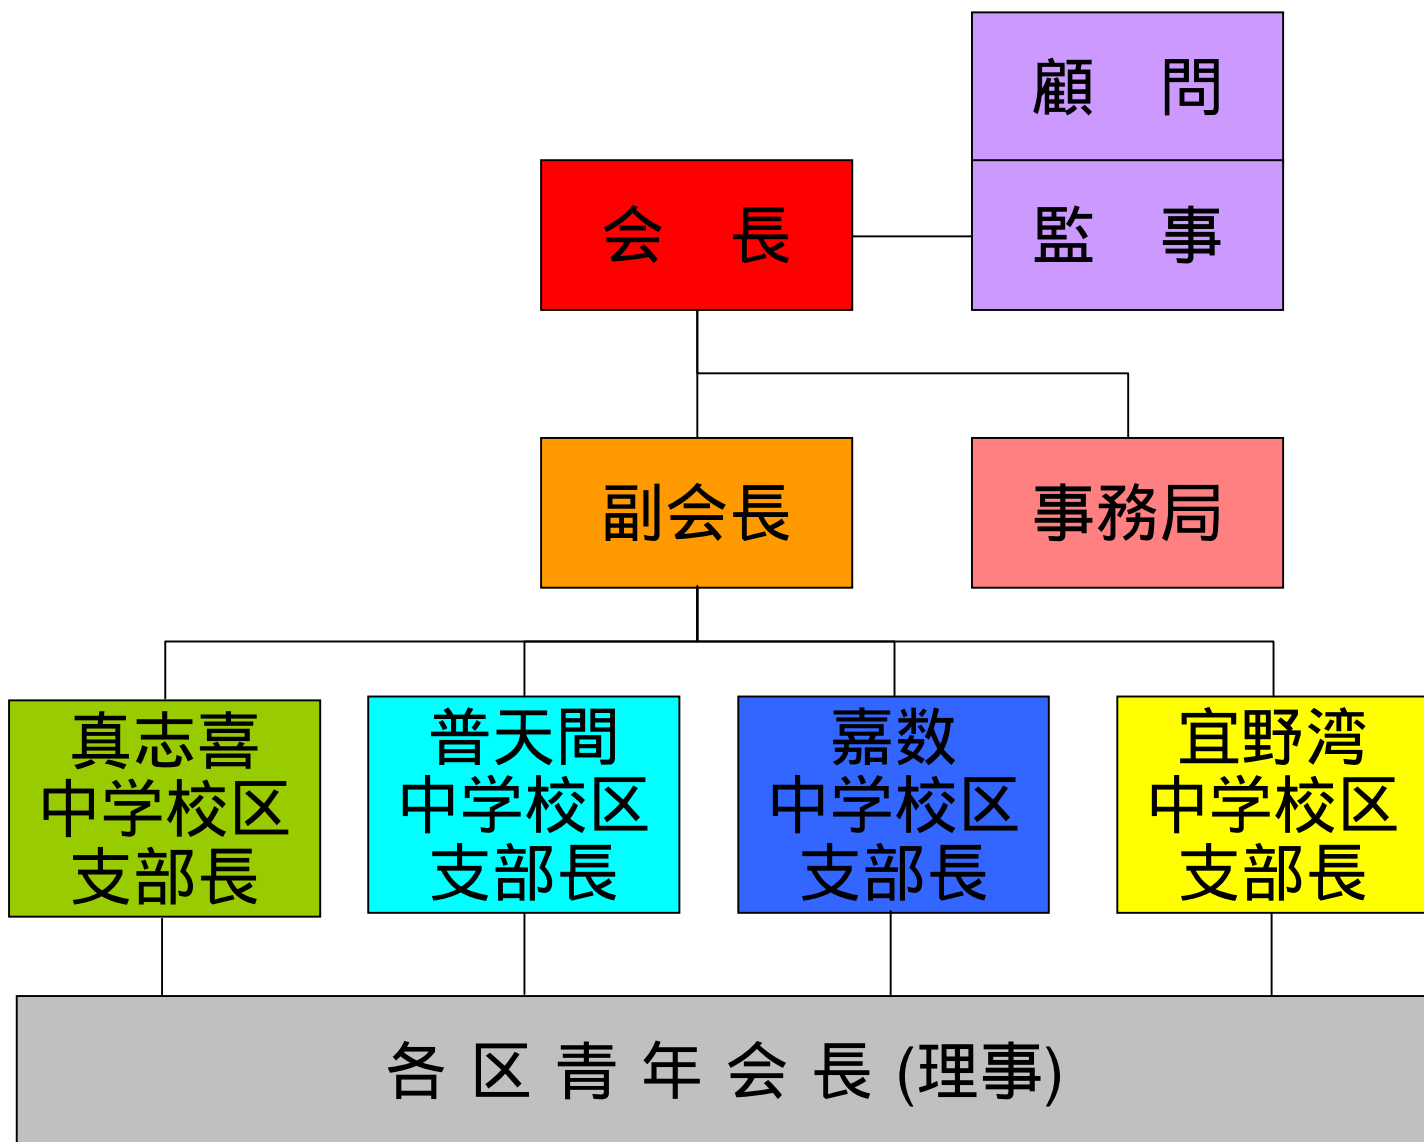 顧　問
会　長
監　事
副会長
事務局
真志喜
中学校区
支部長
普天間
中学校区
支部長
嘉数
中学校区
支部長
宜野湾
中学校区
支部長
各 区 青 年 会 長 (理事)